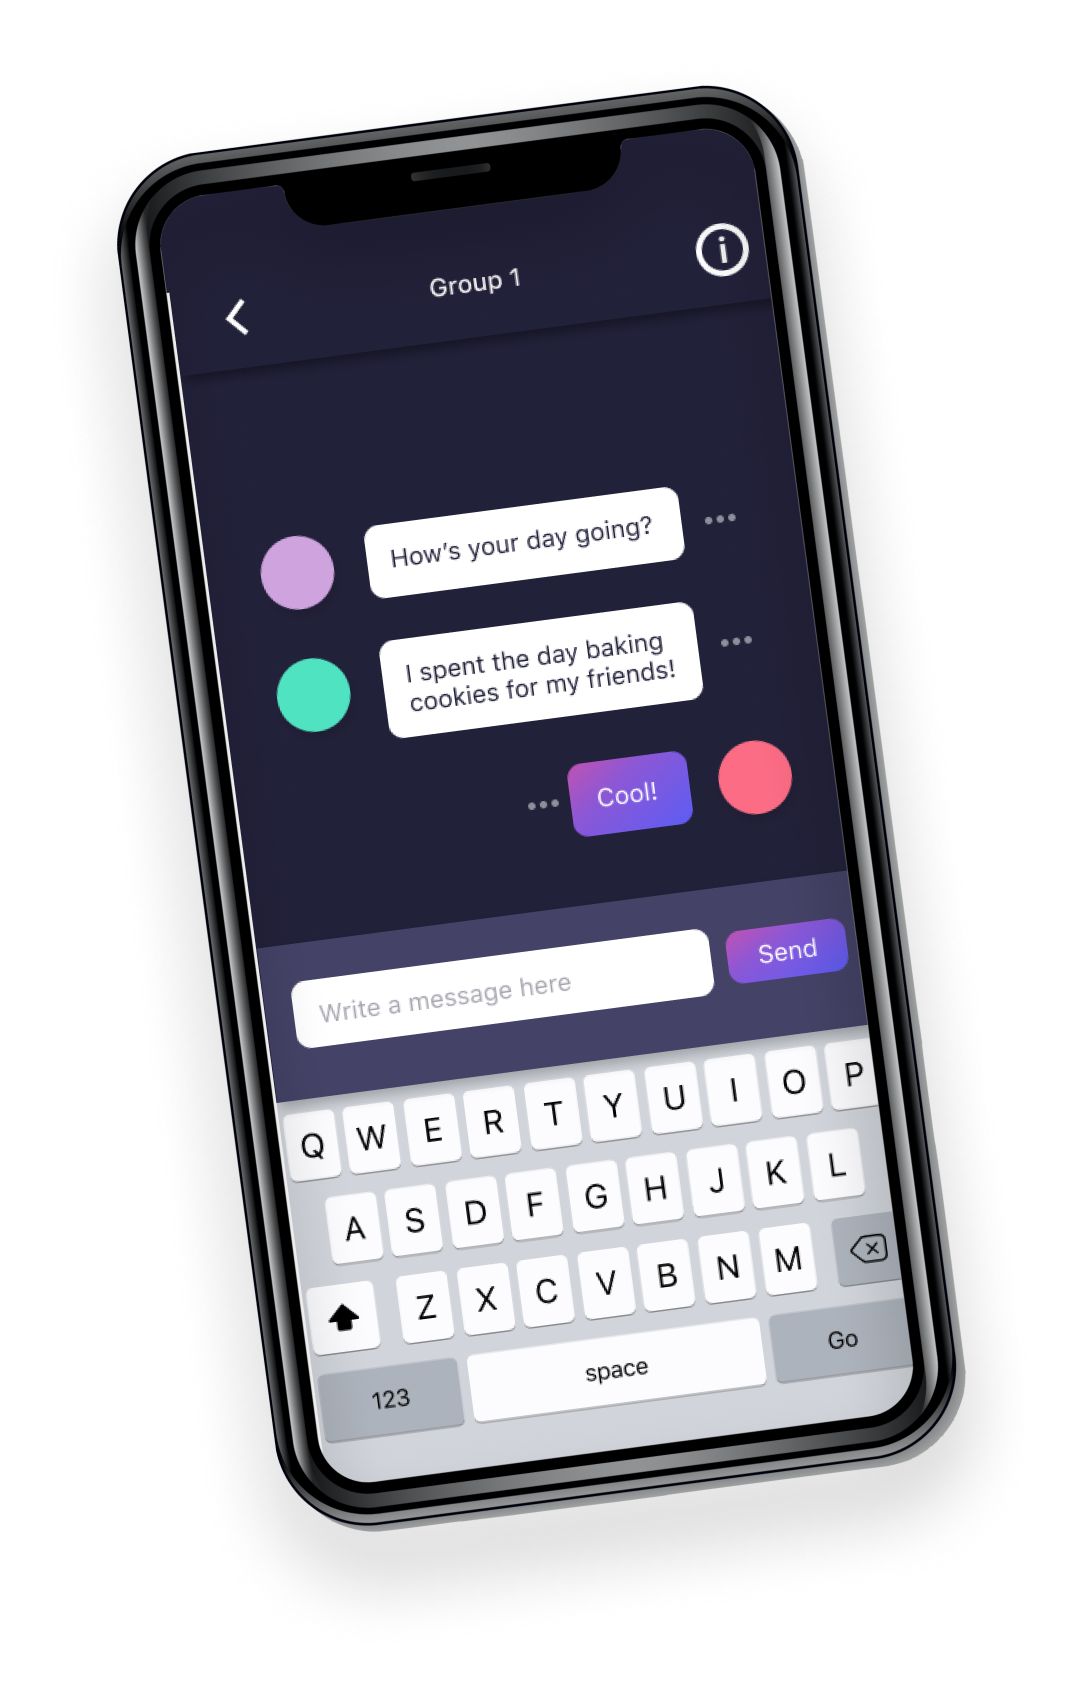 Group 1
i
How’s your day going?
I spent the day baking
cookies for my friends!
Cool!
Write a message here
Send
Q W E R T Y U I O P
A S D F G H J K L
Z X C V B N M
123 space Go